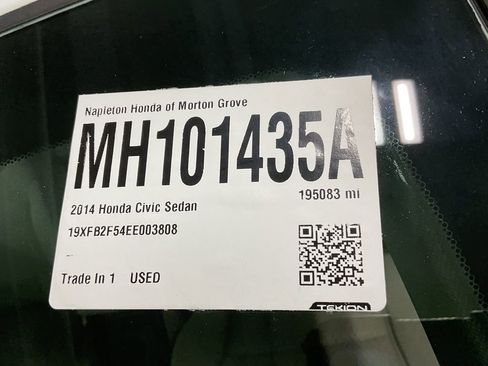 Napleton Honda of Morton Grove
MH101435A
195083 mi
2014 Honda Civic Sedan
19XFB2F54EE003808
Trade In 1 USED
TEKION